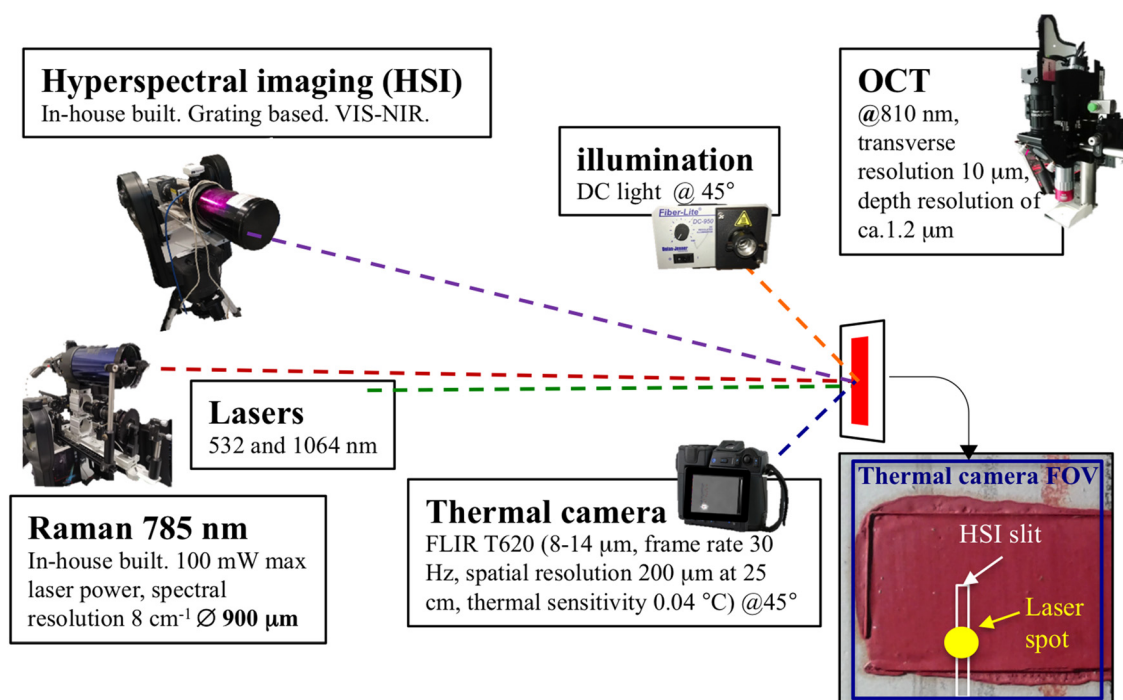 Hyperspectral imaging (HSI)
In-house built. Grating based. VIS-NIR.
OCT
@810 nm,
transverse
resolution 10 μm,
depth resolution of
ca.1.2 μm
illumination
DC light @ 45°
Fiber-Lite
DC-950
Lasers
532 and 1064 nm
Raman 785 nm
In-house built. 100 mW max
laser power, spectral
resolution 8 cm⁻¹ ∅ 900 μm
Thermal camera
FLIR T620 (8-14 μm, frame rate 30
Hz, spatial resolution 200 μm at 25
cm, thermal sensitivity 0.04 °C) @45°
Thermal camera FOV
HSI slit
Laser
spot